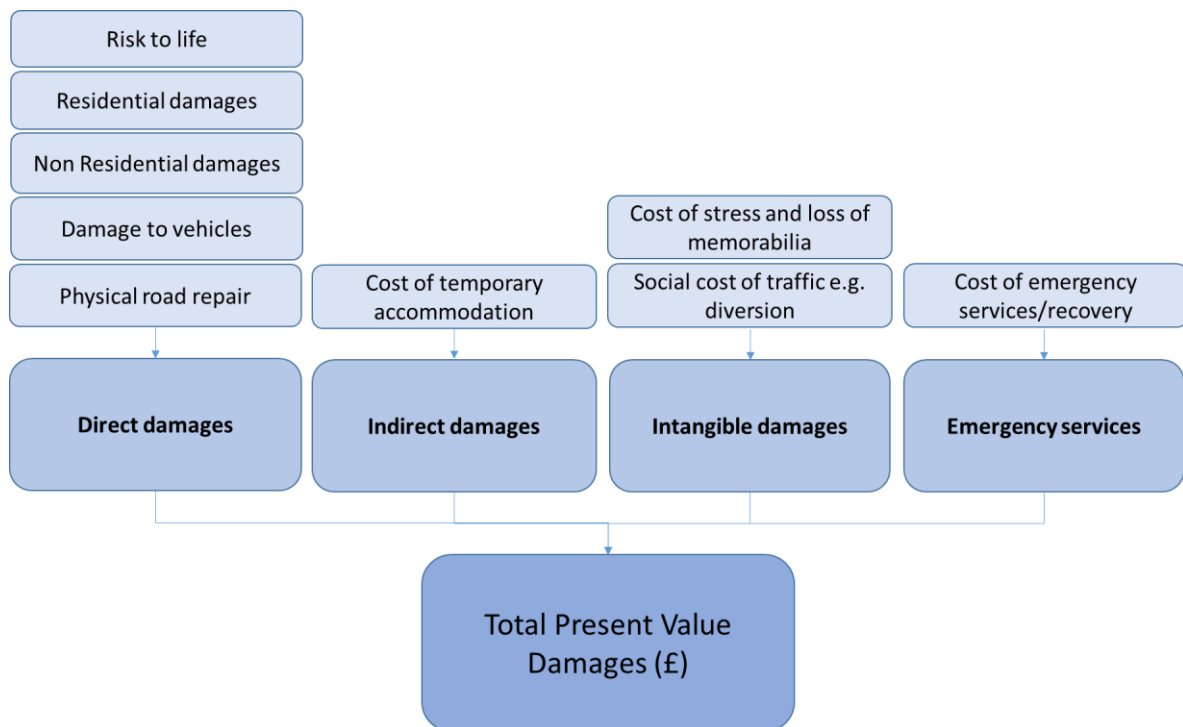 Risk to life
Residential damages
Non Residential damages
Damage to vehicles
Physical road repair
Cost of temporary
accommodation
Cost of stress and loss of
memorabilia
Social cost of traffic e.g.
diversion
Cost of emergency
services/recovery
Direct damages
Indirect damages
Intangible damages
Emergency services
Total Present Value
Damages (£)